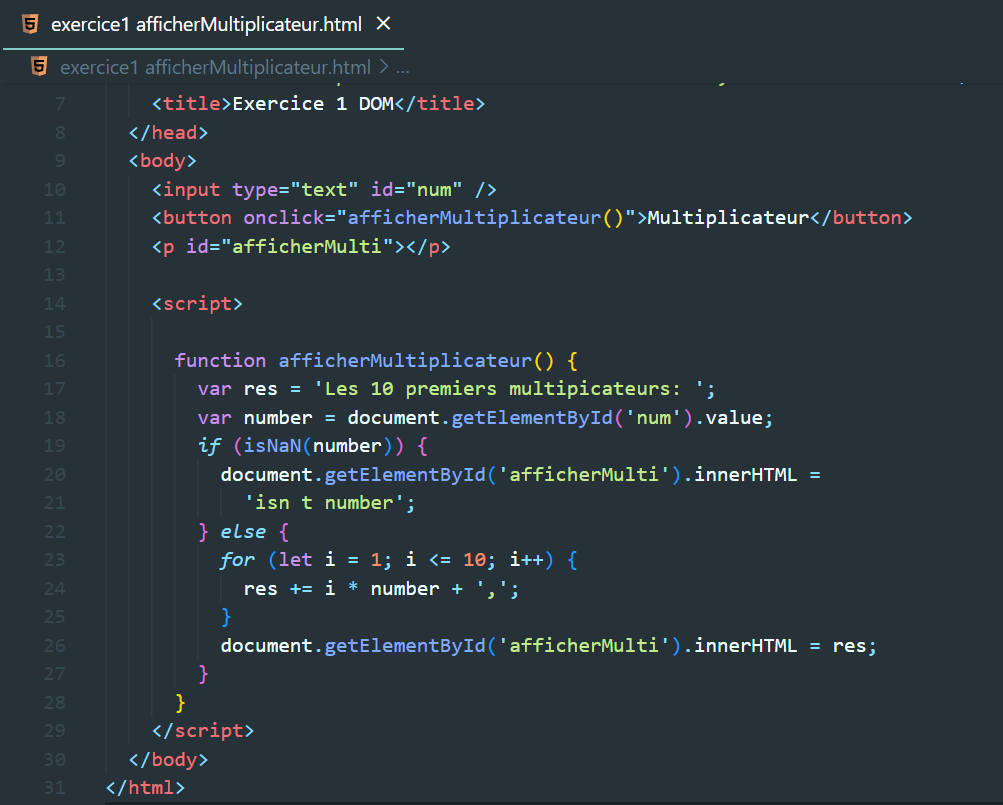 exercice1 afficherMultiplicateur.html ×
exercice1 afficherMultiplicateur.html > ...
7 <title>Exercice 1 DOM</title>
8 </head>
9 <body>
10 <input type="text" id="num" />
11 <button onclick="afficherMultiplicateur()">Multiplicateur</button>
12 <p id="afficherMulti"></p>
13
14 <script>
15
16 function afficherMultiplicateur() {
17 var res = 'Les 10 premiers multipicateurs: ';
18 var number = document.getElementById('num').value;
19 if (isNaN(number)) {
20 document.getElementById('afficherMulti').innerHTML =
21 'isn t number';
22 } else {
23 for (let i = 1; i <= 10; i++) {
24 res += i * number + ',';
25 }
26 document.getElementById('afficherMulti').innerHTML = res;
27 }
28 }
29 </script>
30 </body>
31 </html>